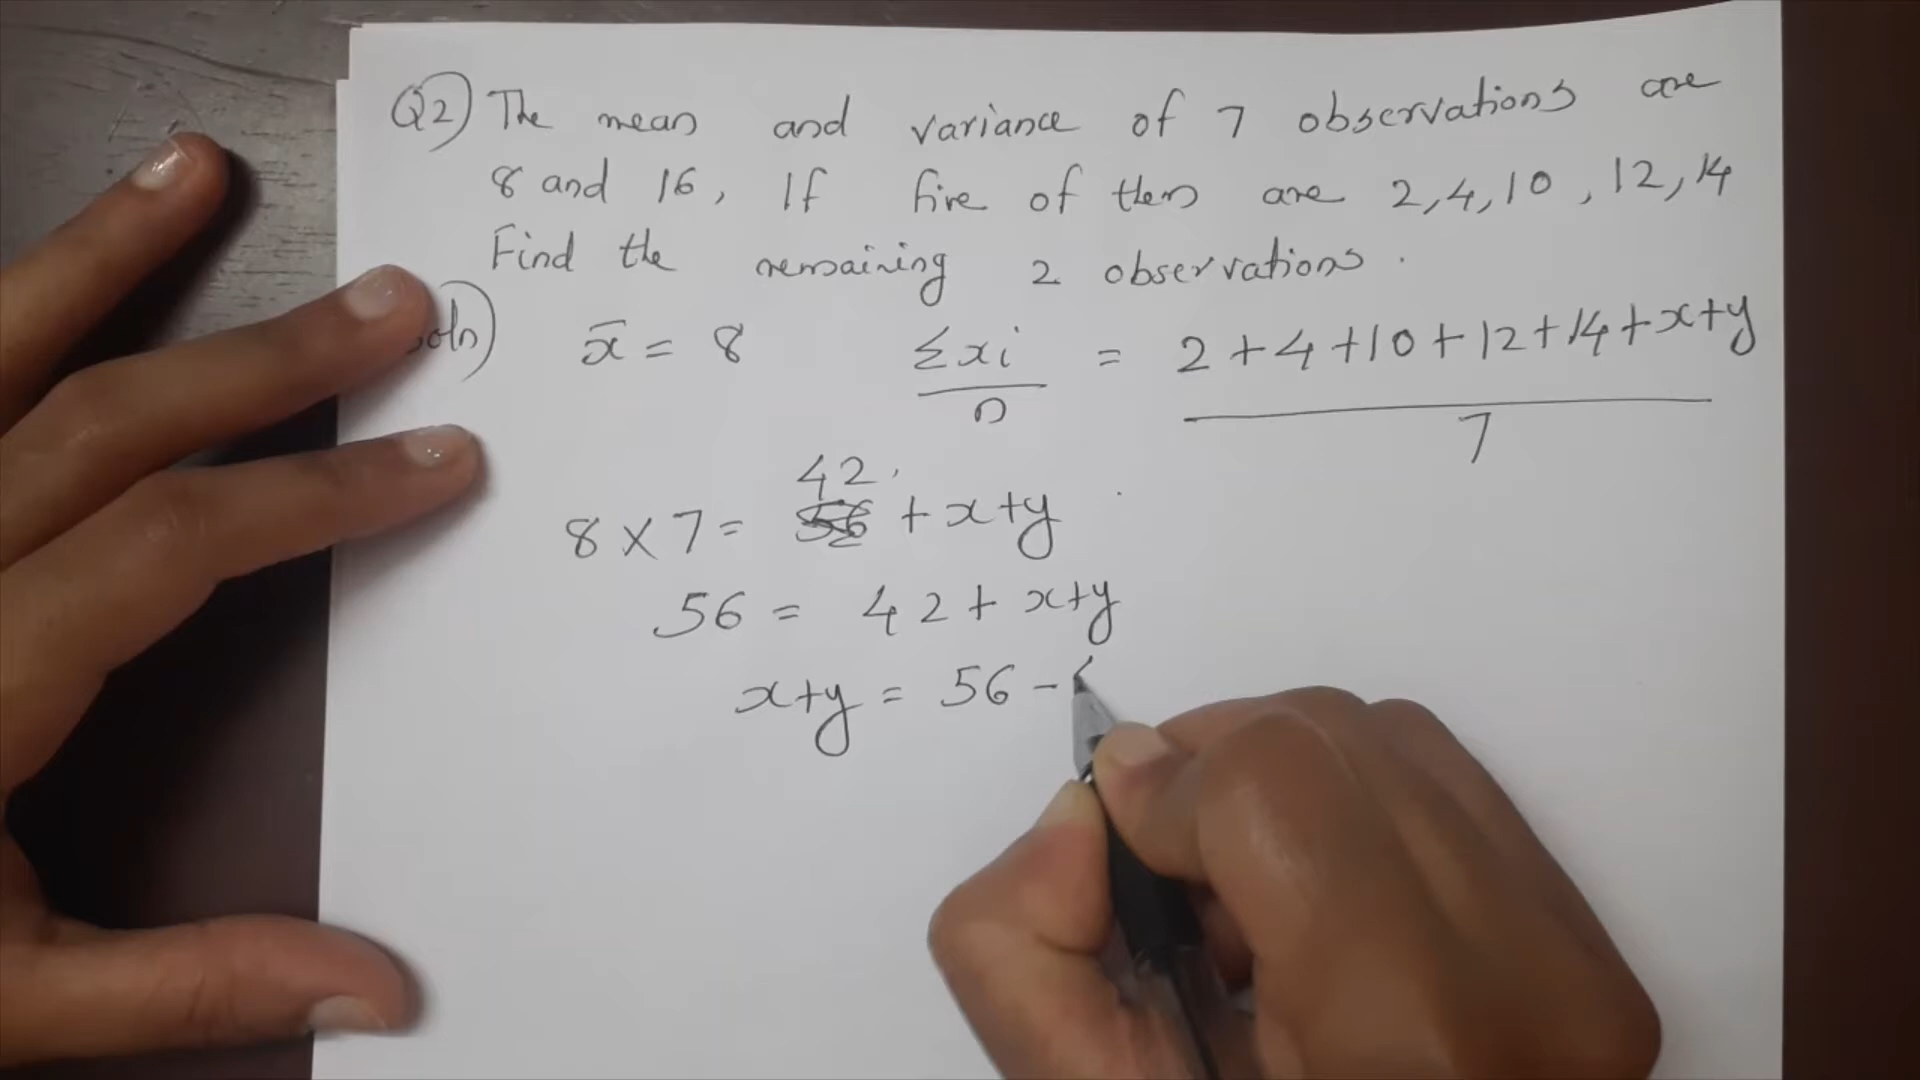 Q2) The mean and variance of 7 observations are
8 and 16, If five of them are 2,4,10,12,14
Find the remaining 2 observations.
oln) x̄ = 8 Σxi/n = 2+4+10+12+14+x+y/7
42
8×7 = 56 +x+y
56 = 42+ x+y
x+y = 56 -